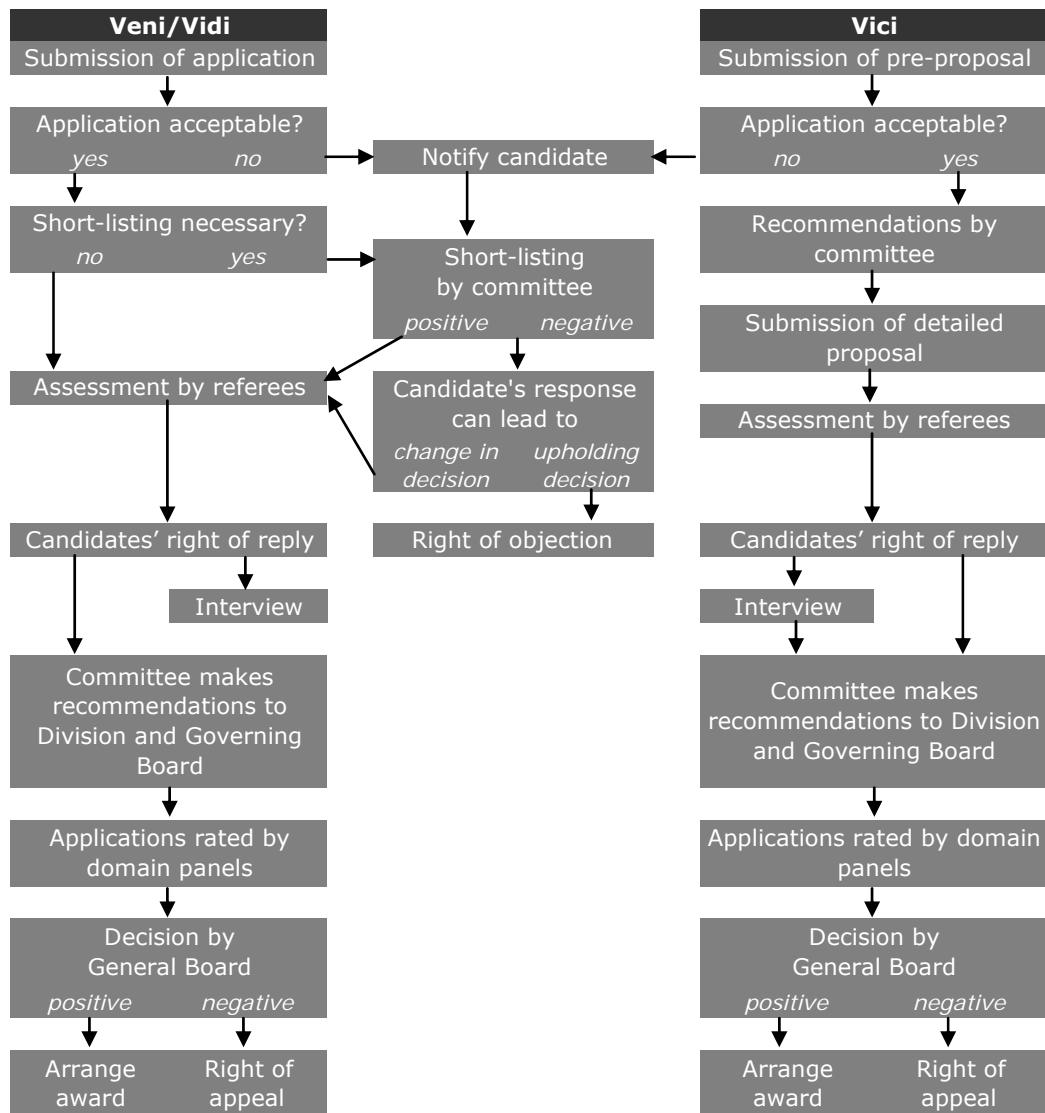 Veni/Vidi
Submission of application
Application acceptable?
yes no
Short-listing necessary?
no yes
Assessment by referees
Candidates’ right of reply
Interview
Committee makes
recommendations to
Division and Governing
Board
Applications rated by
domain panels
Decision by
General Board
positive negative
Arrange
award
Right of
appeal
Notify candidate
Short-listing
by committee
positive negative
Candidate's response
can lead to
change in
decision
upholding
decision
Right of objection
Vici
Submission of pre-proposal
Application acceptable?
no yes
Recommendations by
committee
Submission of detailed
proposal
Assessment by referees
Candidates’ right of reply
Interview
Committee makes
recommendations to Division
and Governing Board
Applications rated by domain
panels
Decision by
General Board
positive negative
Arrange
award
Right of
appeal